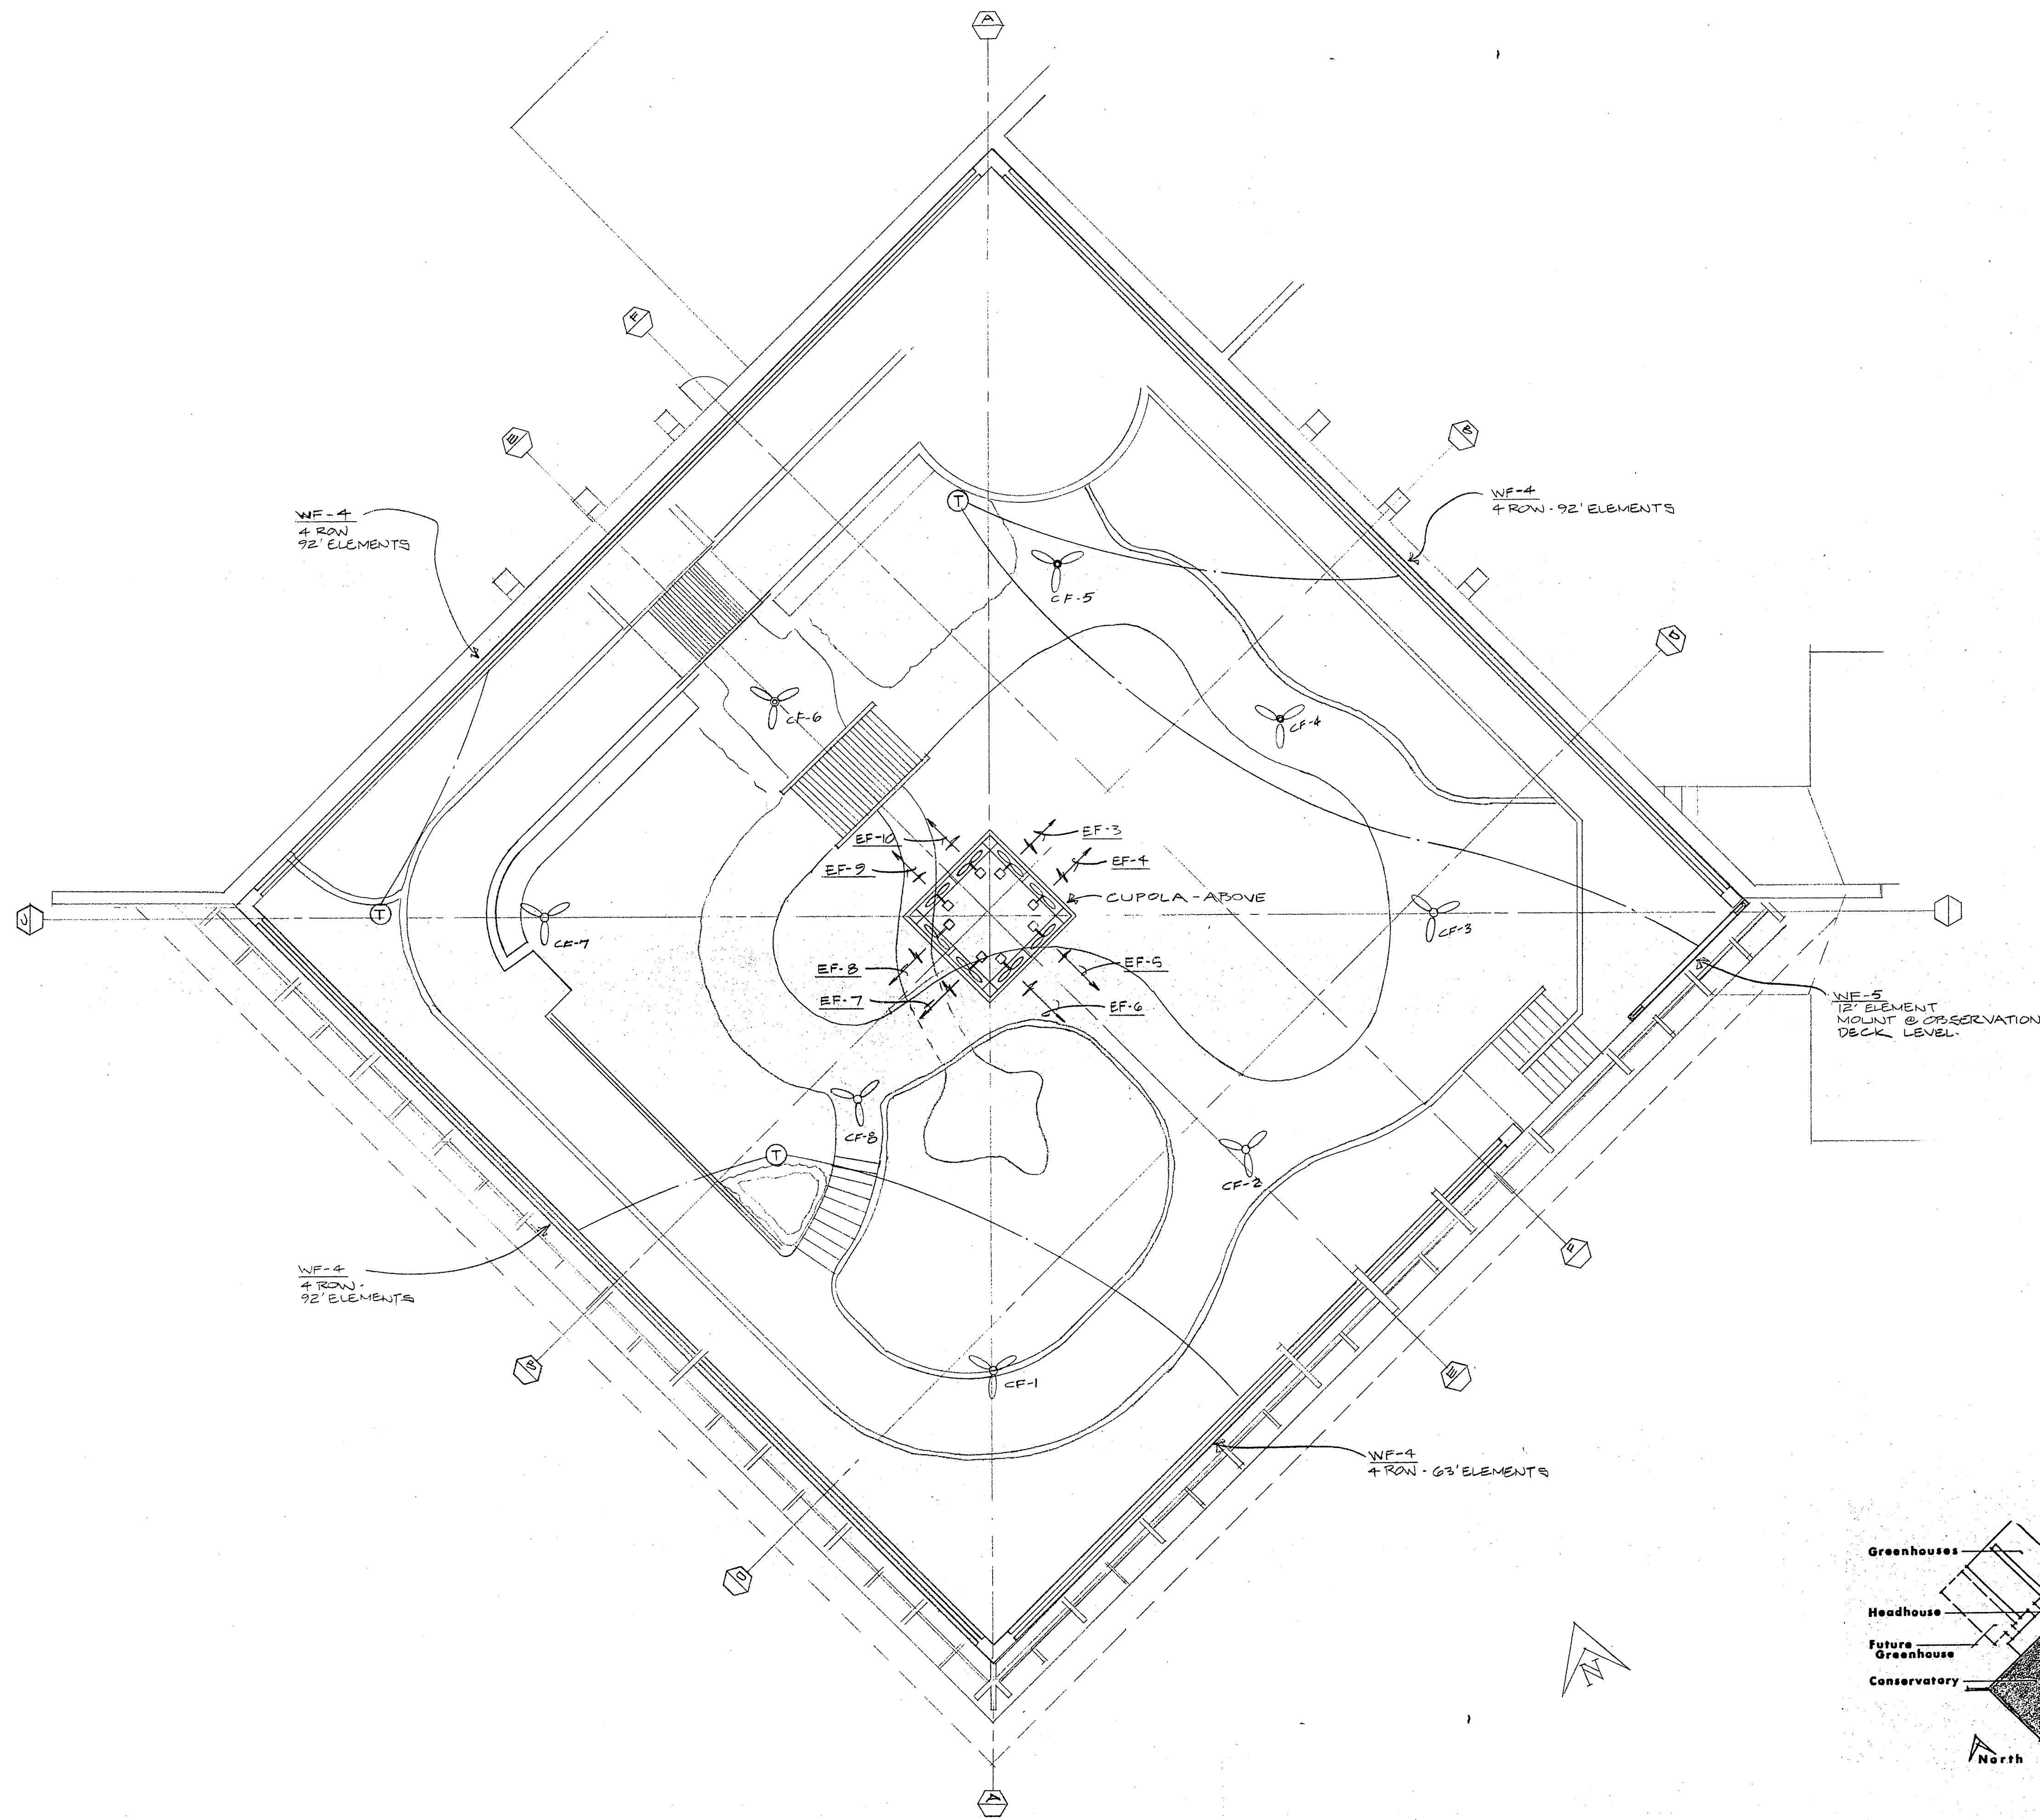 A
F
E
B
WF-4
4 ROW
92' ELEMENTS
WF-4
4 ROW - 92' ELEMENTS
T
CF-5
D
CF-6
CF-4
EF-10
EF-3
EF-9
EF-4
CUPOLA - ABOVE
J
T
CF-7
CF-3
EF-8
EF-5
EF-7
EF-6
WF-5
12' ELEMENT
MOUNT @ OBSERVATION
DECK LEVEL.
CF-8
T
CF-2
F
WF-4
4 ROW -
92' ELEMENTS
B
E
CF-1
WF-4
4 ROW - 63' ELEMENTS
D
N
A
Greenhouses
Headhouse
Future
Greenhouse
Conservatory
North